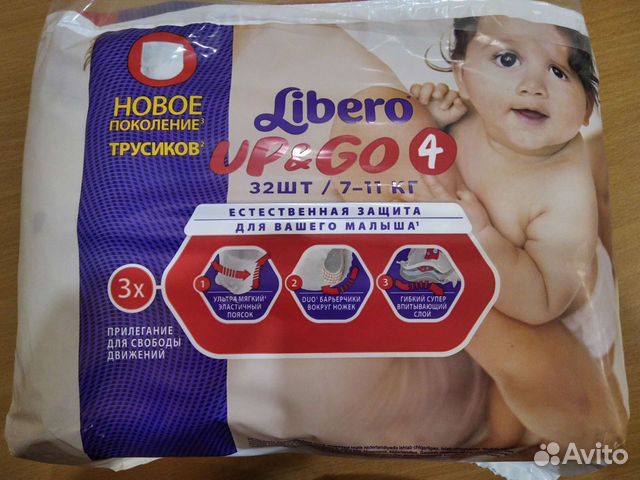 НОВОЕ
ПОКОЛЕНИЕ³
ТРУСИКОВ²
Libero
UP&GO 4
32ШТ / 7–11 КГ
ЕСТЕСТВЕННАЯ ЗАЩИТА
ДЛЯ ВАШЕГО МАЛЫША¹
3x
ПРИЛЕГАНИЕ
ДЛЯ СВОБОДЫ
ДВИЖЕНИЙ
1
УЛЬТРА МЯГКИЙ
ЭЛАСТИЧНЫЙ
ПОЯСОК
2
DUO¹ БАРЬЕРЧИКИ
ВОКРУГ НОЖЕК
3
ГИБКИЙ СУПЕР
ВПИТЫВАЮЩИЙ
СЛОЙ
Avito